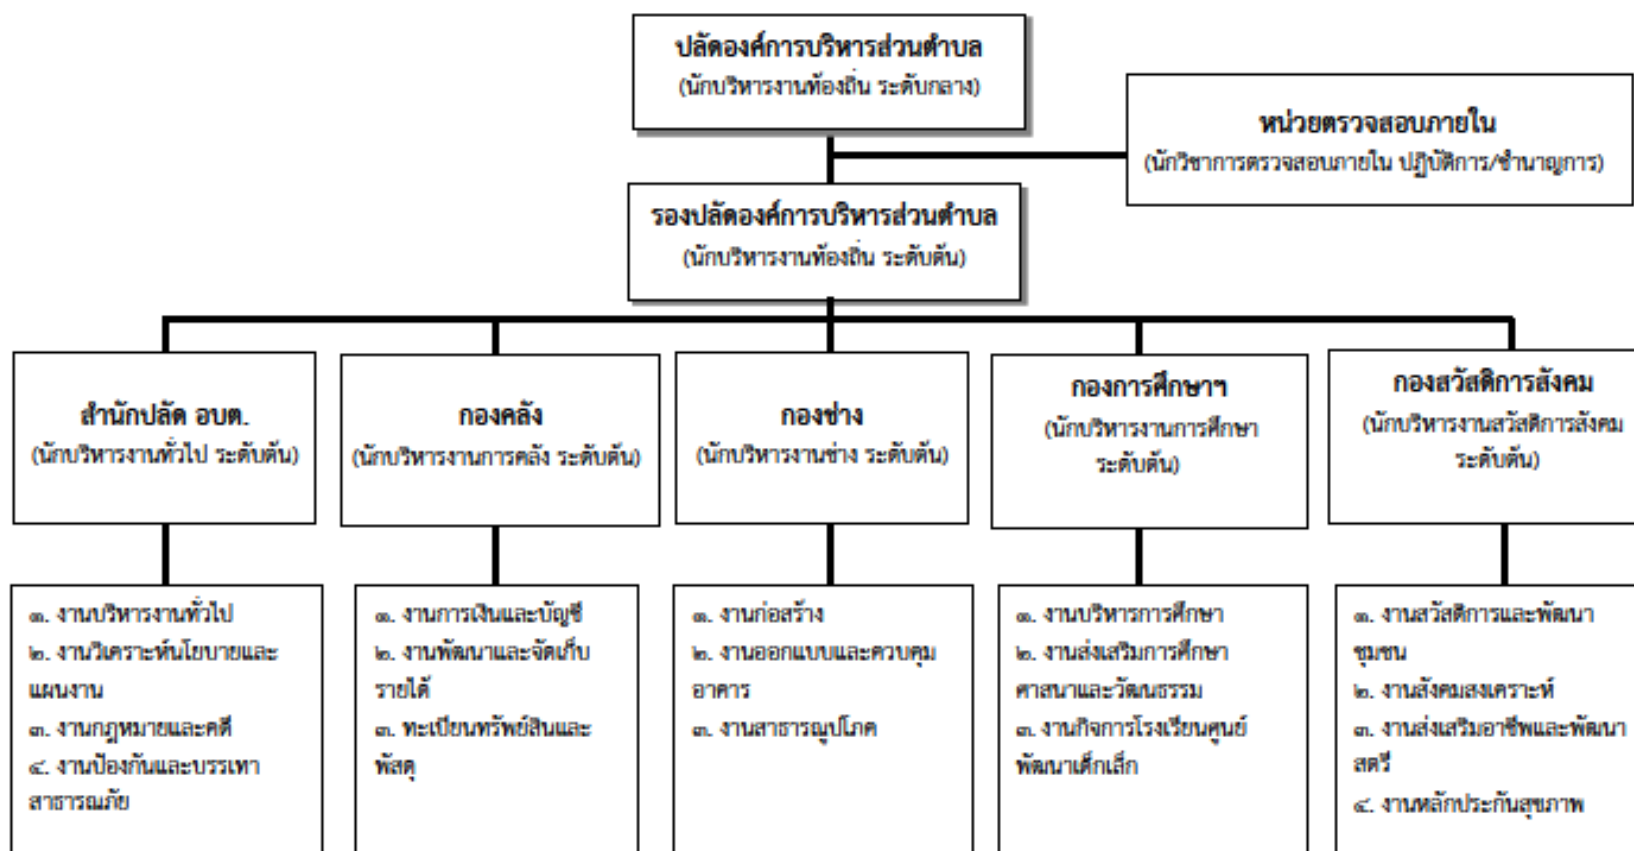 ปลัดองค์การบริหารส่วนตำบล
(นักบริหารงานท้องถิ่น ระดับกลาง)
หน่วยตรวจสอบภายใน
(นักวิชาการตรวจสอบภายใน ปฏิบัติการ/ชำนาญการ)
รองปลัดองค์การบริหารส่วนตำบล
(นักบริหารงานท้องถิ่น ระดับต้น)
สำนักปลัด อบต.
(นักบริหารงานทั่วไป ระดับต้น)
กองคลัง
(นักบริหารงานการคลัง ระดับต้น)
กองช่าง
(นักบริหารงานช่าง ระดับต้น)
กองการศึกษาฯ
(นักบริหารงานการศึกษา
ระดับต้น)
กองสวัสดิการสังคม
(นักบริหารงานสวัสดิการสังคม
ระดับต้น)
๑. งานบริหารงานทั่วไป
๒. งานวิเคราะห์นโยบายและ
แผนงาน
๓. งานกฎหมายและคดี
๔. งานป้องกันและบรรเทา
สาธารณภัย
๑. งานการเงินและบัญชี
๒. งานพัฒนาและจัดเก็บ
รายได้
๓. ทะเบียนทรัพย์สินและ
พัสดุ
๑. งานก่อสร้าง
๒. งานออกแบบและควบคุม
อาคาร
๓. งานสาธารณูปโภค
๑. งานบริหารการศึกษา
๒. งานส่งเสริมการศึกษา
ศาสนาและวัฒนธรรม
๓. งานกิจการโรงเรียนศูนย์
พัฒนาเด็กเล็ก
๑. งานสวัสดิการและพัฒนา
ชุมชน
๒. งานสังคมสงเคราะห์
๓. งานส่งเสริมอาชีพและพัฒนา
สตรี
๔. งานหลักประกันสุขภาพ